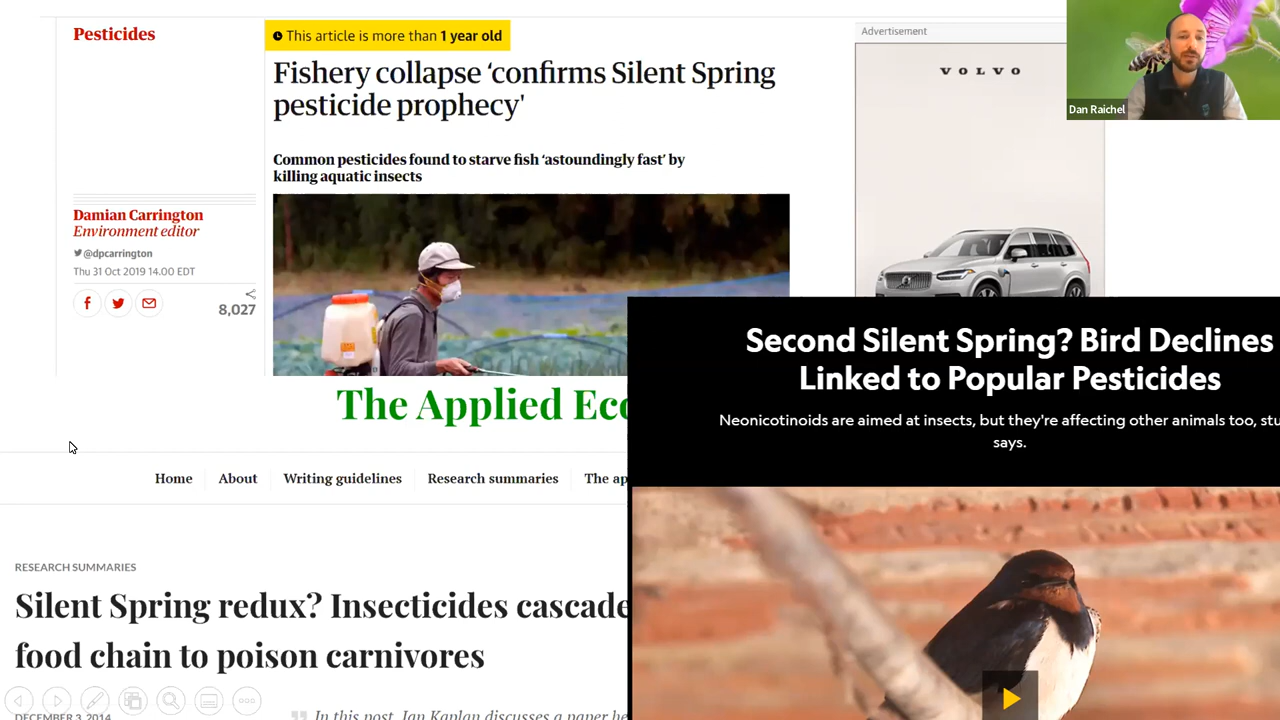 Pesticides
This article is more than 1 year old
Fishery collapse ‘confirms Silent Spring
pesticide prophecy'
Common pesticides found to starve fish ‘astoundingly fast’ by
killing aquatic insects
Damian Carrington
Environment editor
@dpcarrington
Thu 31 Oct 2019 14.00 EDT
8,027
Advertisement
VOLVO
Dan Raichel
The Applied Eco
Home About Writing guidelines Research summaries The ap
RESEARCH SUMMARIES
Silent Spring redux? Insecticides cascade
food chain to poison carnivores
DECEMBER 3, 2014
In this post, Ian Kaplan discusses a paper he
Second Silent Spring? Bird Declines
Linked to Popular Pesticides
Neonicotinoids are aimed at insects, but they're affecting other animals too, stu
says.